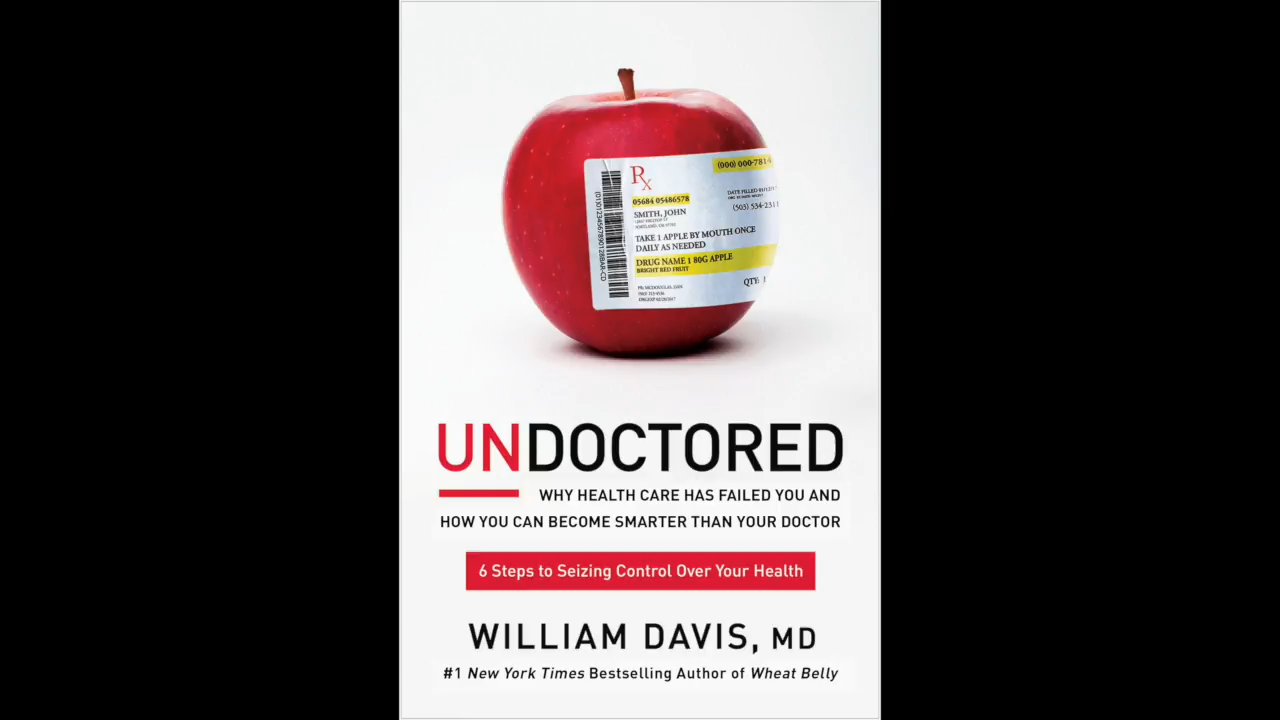 Rx
(000) 000-781
05684 05486578
SMITH, JOHN
(503) 534-231
TAKE 1 APPLE BY MOUTH ONCE
DAILY AS NEEDED
DRUG NAME 1 80G APPLE
BRIGHT RED FRUIT
QTY: 1
UNDOCTORED
WHY HEALTH CARE HAS FAILED YOU AND
HOW YOU CAN BECOME SMARTER THAN YOUR DOCTOR
6 Steps to Seizing Control Over Your Health
WILLIAM DAVIS, MD
#1 New York Times Bestselling Author of Wheat Belly